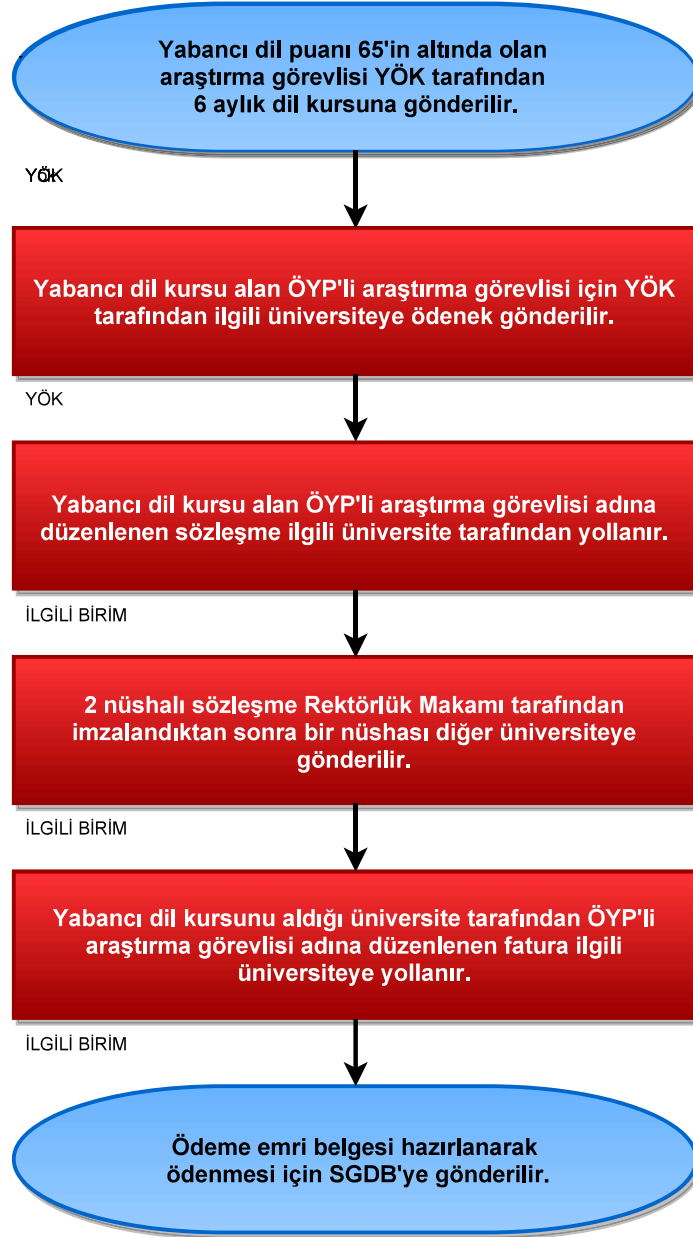 Yabancı dil puanı 65'in altında olan
araştırma görevlisi YÖK tarafından
6 aylık dil kursuna gönderilir.
YÖK
Yabancı dil kursu alan ÖYP'li araştırma görevlisi için YÖK
tarafından ilgili üniversiteye ödenek gönderilir.
YÖK
Yabancı dil kursu alan ÖYP'li araştırma görevlisi adına
düzenlenen sözleşme ilgili üniversite tarafından yollanır.
İLGİLİ BİRİM
2 nüshalı sözleşme Rektörlük Makamı tarafından
imzalandıktan sonra bir nüshası diğer üniversiteye
gönderilir.
İLGİLİ BİRİM
Yabancı dil kursunu aldığı üniversite tarafından ÖYP'li
araştırma görevlisi adına düzenlenen fatura ilgili
üniversiteye yollanır.
İLGİLİ BİRİM
Ödeme emri belgesi hazırlanarak
ödenmesi için SGDB'ye gönderilir.